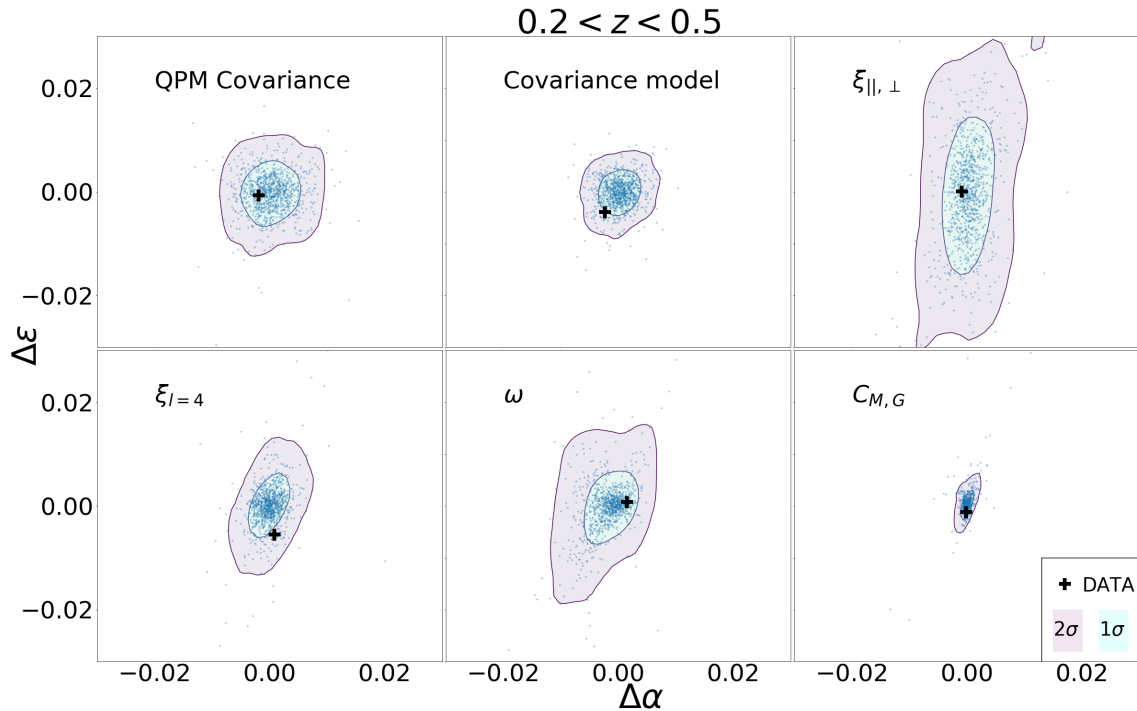 0.2 < z < 0.5
QPM Covariance
Covariance model
ξ||, ⊥
0.02
0.00
−0.02
Δε
ξl=4
ω
CM, G
0.02
0.00
−0.02
DATA
2σ 1σ
−0.02 0.00 0.02 −0.02 0.00 0.02 −0.02 0.00 0.02
Δα